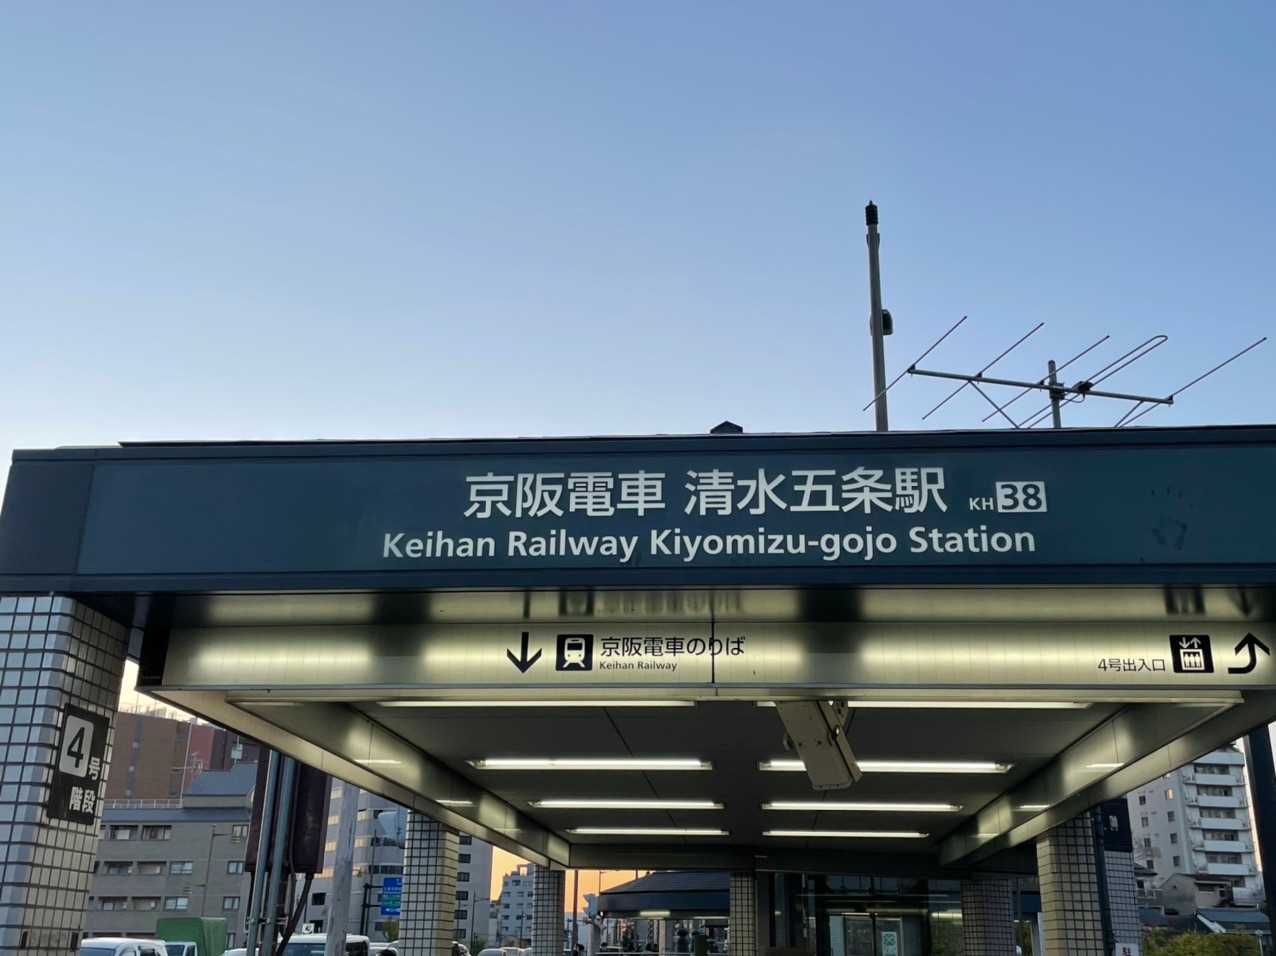 京阪電車 清水五条駅 KH38
Keihan Railway Kiyomizu-gojo Station
↓ 京阪電車のりば
Keihan Railway
4号出入口
4号
階段